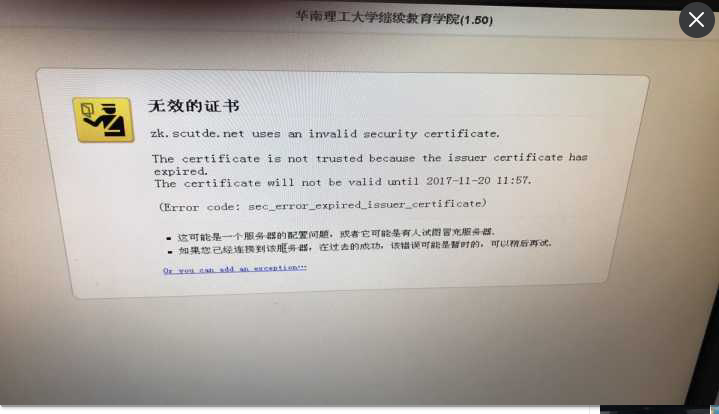 华南理工大学继续教育学院(1.50)
无效的证书
zk.scutde.net uses an invalid security certificate.
The certificate is not trusted because the issuer certificate has
expired.
The certificate will not be valid until 2017-11-20 11:57.
(Error code: sec_error_expired_issuer_certificate)
▪ 这可能是一个服务器的配置问题，或者它可能是有人试图冒充服务器.
▪ 如果您已经连接到该服务器，在过去的成功，该错误可能是暂时的，可以稍后再试.
Or you can add an exception…